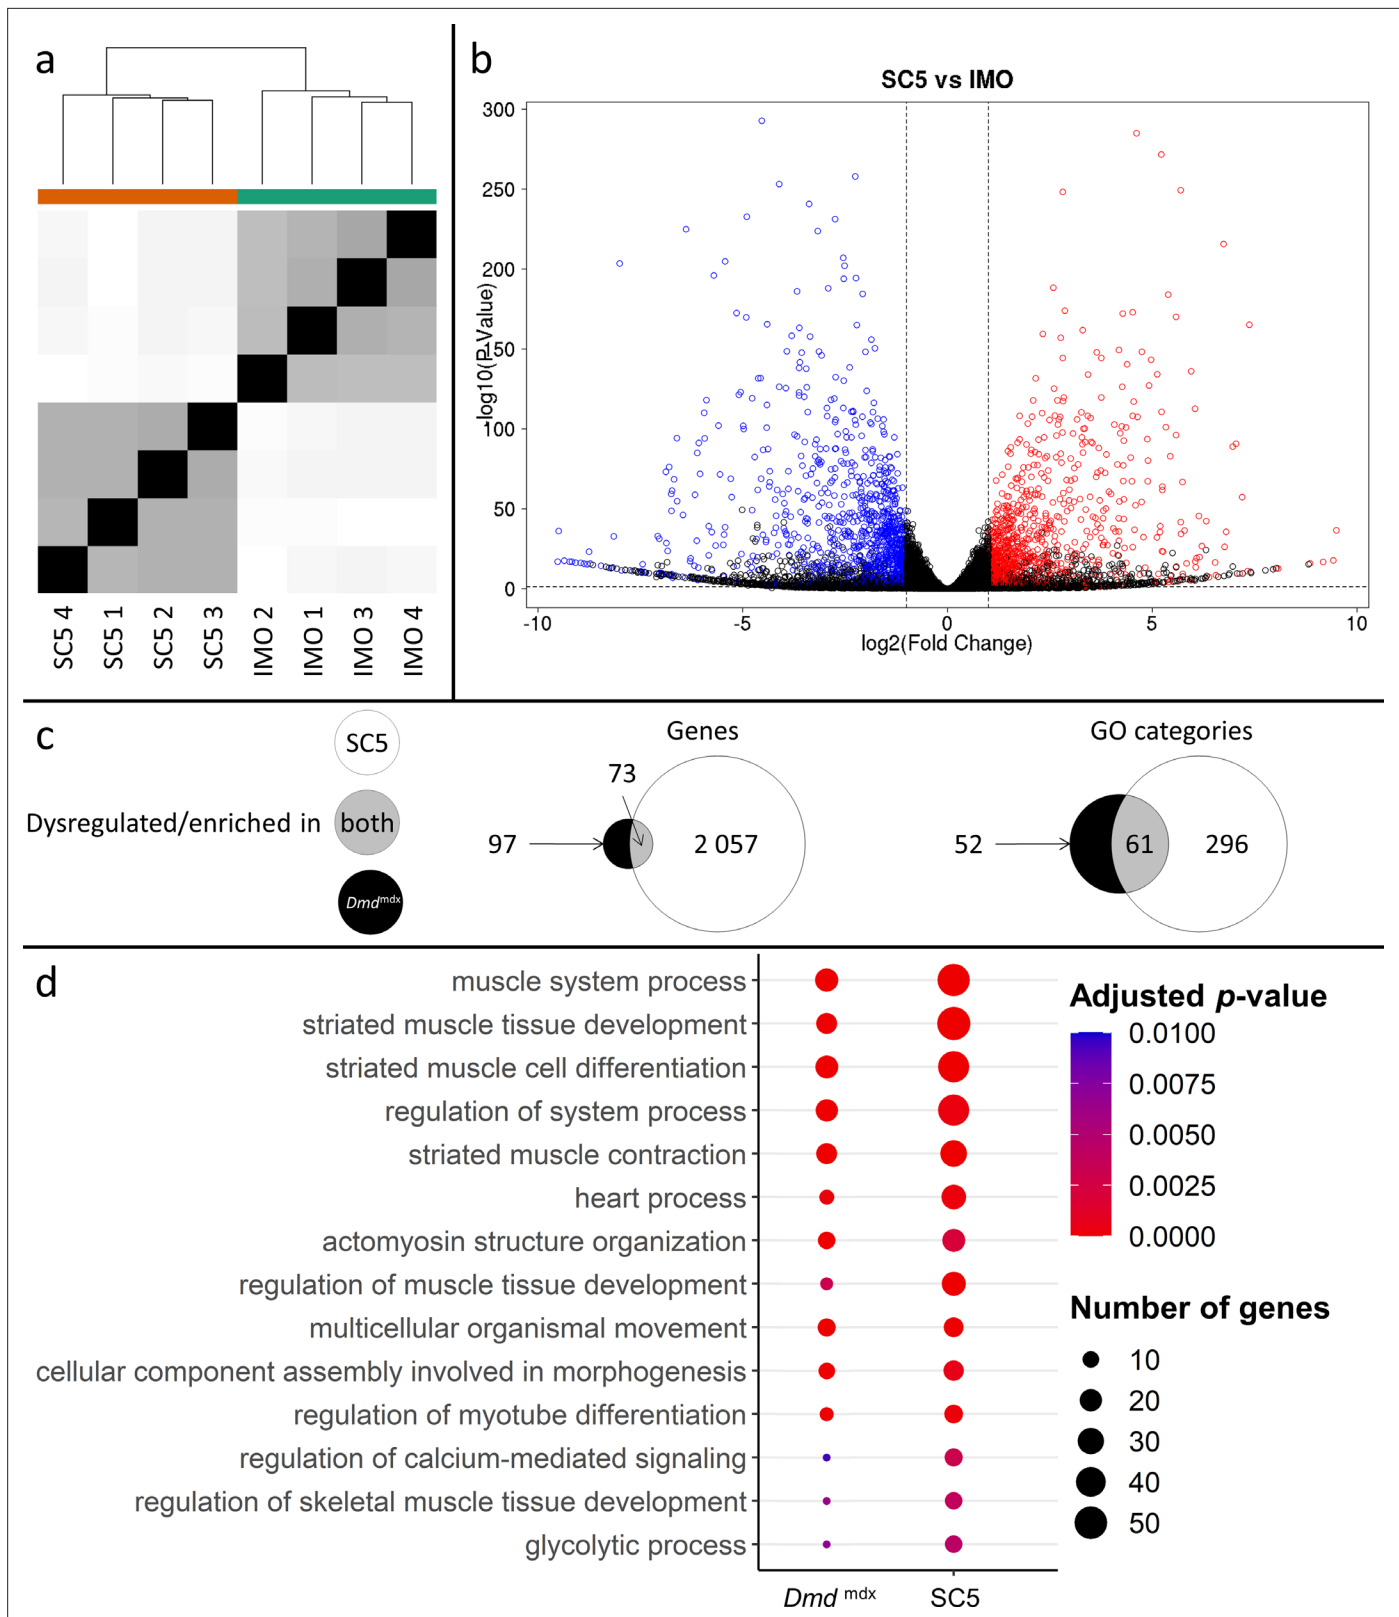 a
SC5 4
SC5 1
SC5 2
SC5 3
IMO 2
IMO 1
IMO 3
IMO 4
b
SC5 vs IMO
-log10(P-Value)
300
250
200
150
100
50
0
-10
-5
0
5
10
log2(Fold Change)
c
SC5
Dysregulated/enriched in both
Dmd mdx
Genes
73
97
2 057
GO categories
52
61
296
d
muscle system process
striated muscle tissue development
striated muscle cell differentiation
regulation of system process
striated muscle contraction
heart process
actomyosin structure organization
regulation of muscle tissue development
multicellular organismal movement
cellular component assembly involved in morphogenesis
regulation of myotube differentiation
regulation of calcium-mediated signaling
regulation of skeletal muscle tissue development
glycolytic process
Dmd mdx
SC5
Adjusted p-value
0.0100
0.0075
0.0050
0.0025
0.0000
Number of genes
10
20
30
40
50